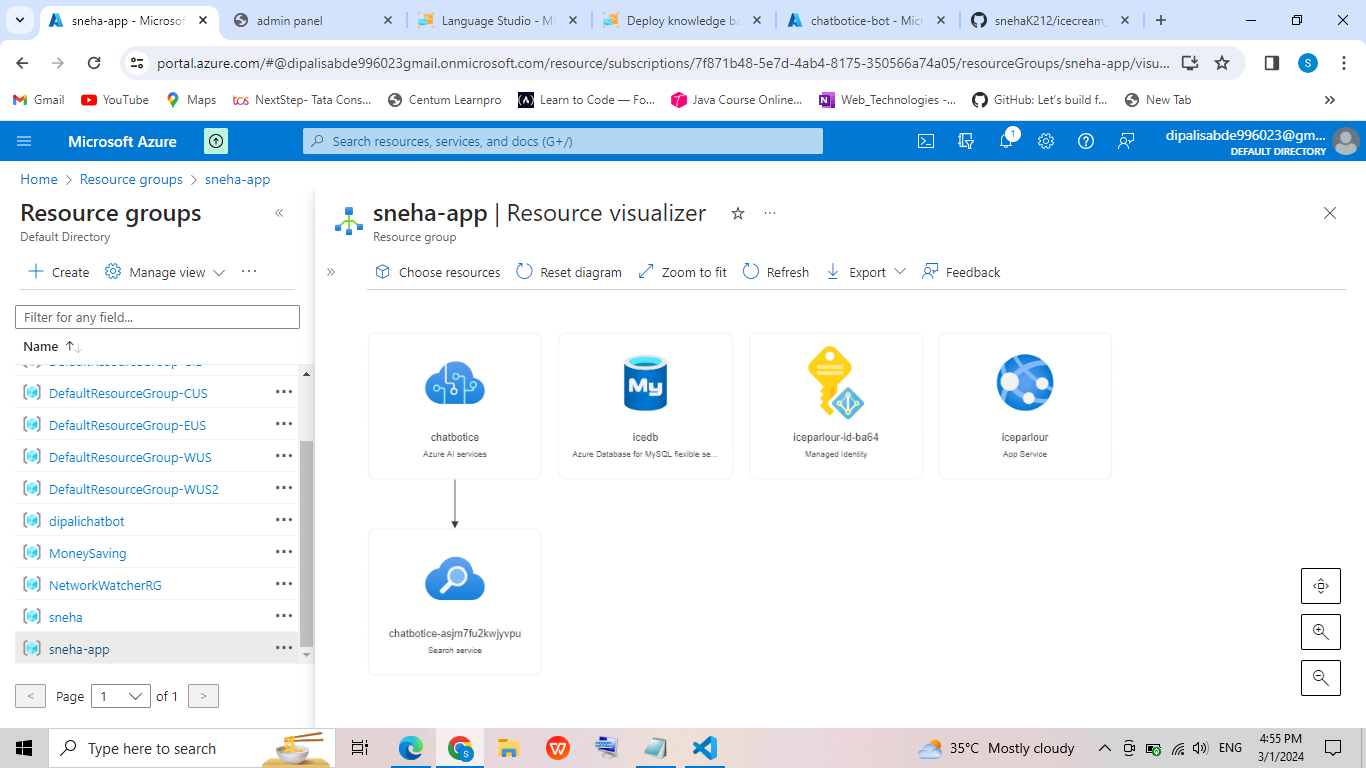 sneha-app - Microsof
admin panel
Language Studio - Mi
Deploy knowledge ba
chatbotice-bot - Micr
snehaK212/icecream_
portal.azure.com/#@dipalisabde996023gmail.onmicrosoft.com/resource/subscriptions/7f871b48-5e7d-4ab4-8175-350566a74a05/resourceGroups/sneha-app/visu...
S
Gmail
YouTube
Maps
tcs NextStep- Tata Cons...
Centum Learnpro
Learn to Code — Fo...
Java Course Online...
Web_Technologies -...
GitHub: Let's build f...
New Tab
Microsoft Azure
Search resources, services, and docs (G+/)
1
dipalisabde996023@gm...
DEFAULT DIRECTORY
Home > Resource groups > sneha-app
Resource groups
Default Directory
Create
Manage view
Filter for any field...
Name
DefaultResourceGroup-CUS
DefaultResourceGroup-EUS
DefaultResourceGroup-WUS
DefaultResourceGroup-WUS2
dipalichatbot
MoneySaving
NetworkWatcherRG
sneha
sneha-app
< Page 1 of 1 >
sneha-app | Resource visualizer
Resource group
Choose resources
Reset diagram
Zoom to fit
Refresh
Export
Feedback
chatbotice
Azure AI services
My
icedb
Azure Database for MySQL flexible se...
iceparlour-id-ba64
Managed Identity
iceparlour
App Service
chatbotice-asjm7fu2kwjyvpu
Search service
Type here to search
35°C Mostly cloudy
ENG
4:55 PM
3/1/2024